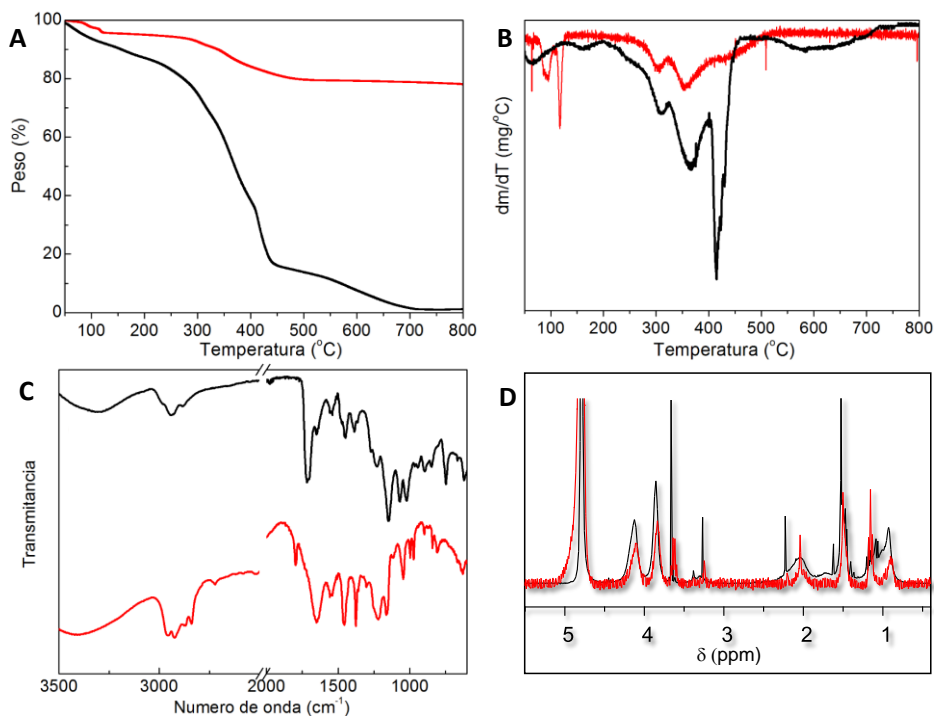 A
Peso (%)
100
80
60
40
20
0
100 200 300 400 500 600 700 800
Temperatura (°C)
B
dm/dT (mg/°C)
100 200 300 400 500 600 700 800
Temperatura (°C)
C
Transmitancia
3500 3000 2000 1500 1000
Numero de onda (cm⁻¹)
D
5 4 3 2 1
δ (ppm)